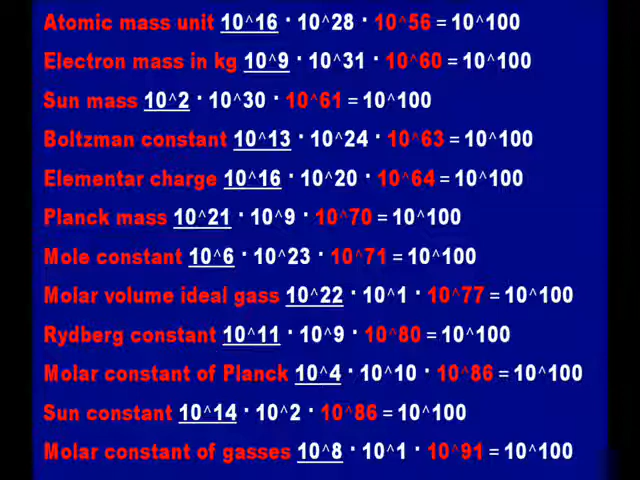 Atomic mass unit 10^16 · 10^28 · 10^56 = 10^100
Electron mass in kg 10^9 · 10^31 · 10^60 = 10^100
Sun mass 10^2 · 10^30 · 10^61 = 10^100
Boltzman constant 10^13 · 10^24 · 10^63 = 10^100
Elementar charge 10^16 · 10^20 · 10^64 = 10^100
Planck mass 10^21 · 10^9 · 10^70 = 10^100
Mole constant 10^6 · 10^23 · 10^71 = 10^100
Molar volume ideal gass 10^22 · 10^1 · 10^77 = 10^100
Rydberg constant 10^11 · 10^9 · 10^80 = 10^100
Molar constant of Planck 10^4 · 10^10 · 10^86 = 10^100
Sun constant 10^14 · 10^2 · 10^86 = 10^100
Molar constant of gasses 10^8 · 10^1 · 10^91 = 10^100